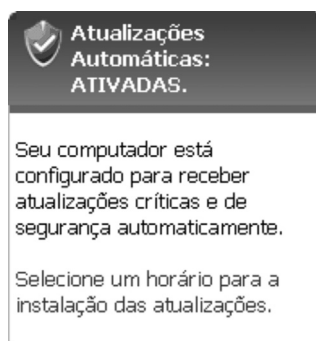 Atualizações
Automáticas:
ATIVADAS.
Seu computador está
configurado para receber
atualizações críticas e de
segurança automaticamente.
Selecione um horário para a
instalação das atualizações.